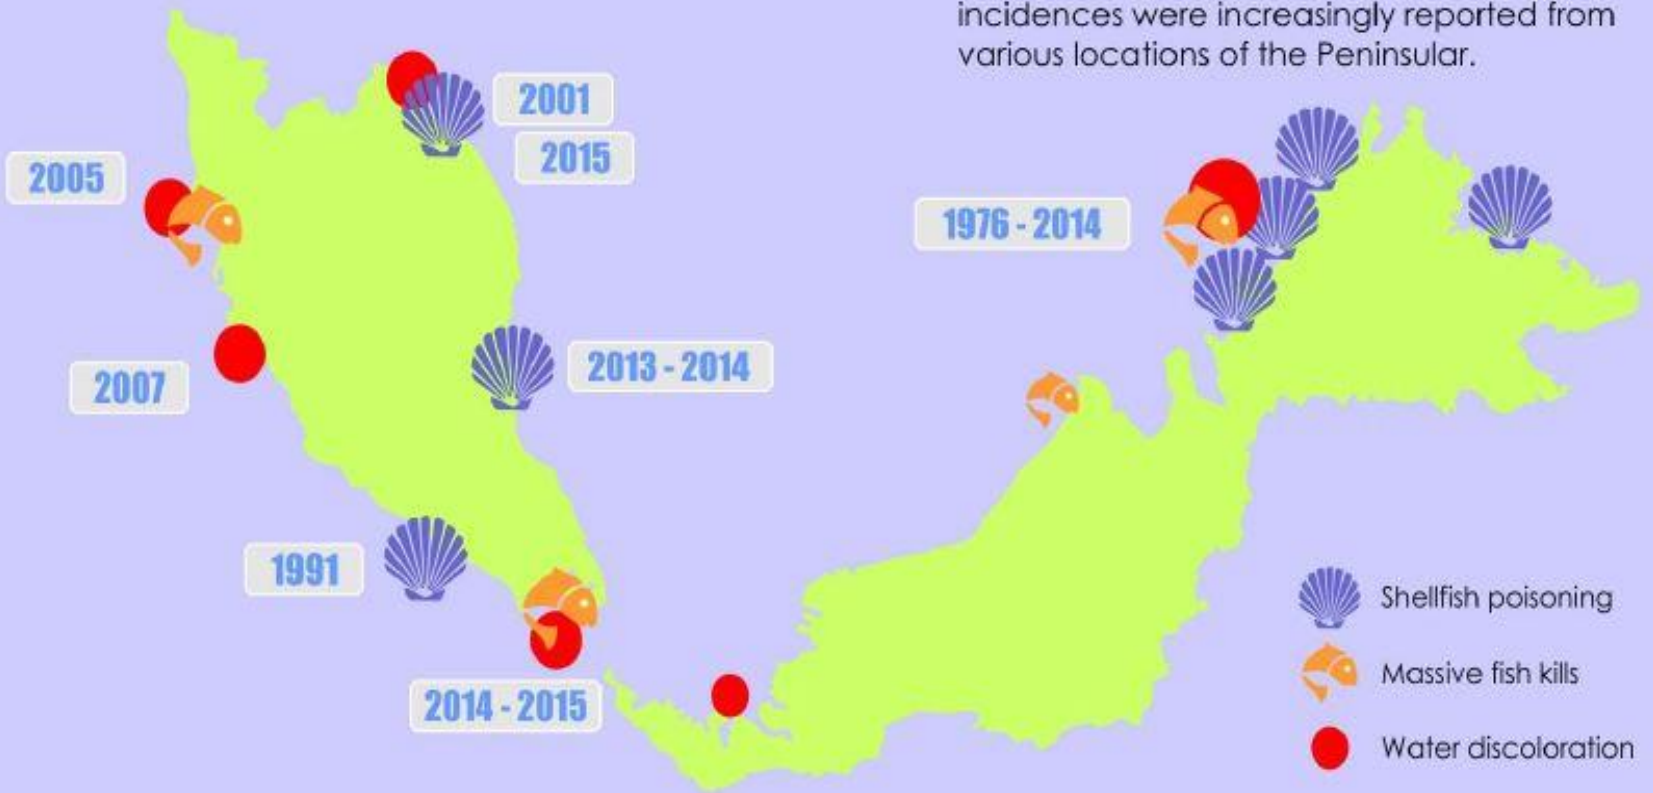 incidences were increasingly reported from
various locations of the Peninsular.
2001
2015
2005
1976 - 2014
2013 - 2014
2007
1991
2014 - 2015
Shellfish poisoning
Massive fish kills
Water discoloration